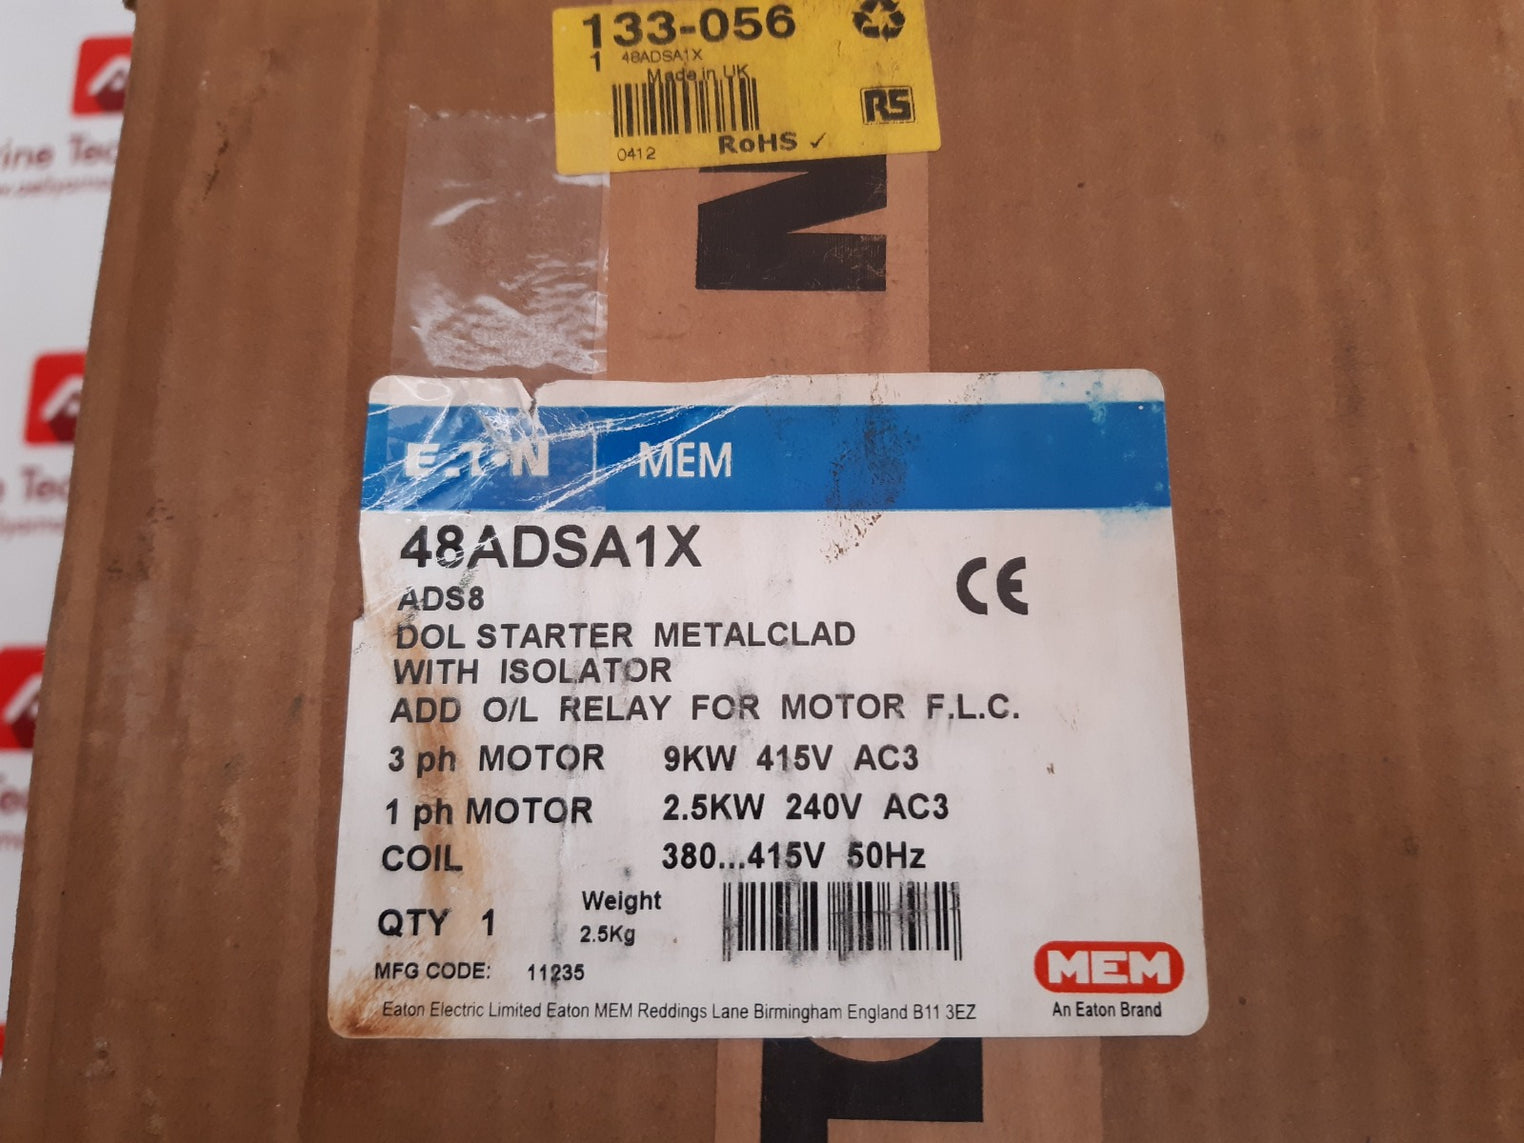 133-056
1 48ADSA1X
Made in UK
RS
0412 RoHS ✓
E·T·N | MEM
48ADSA1X
CE
ADS8
DOL STARTER METALCLAD
WITH ISOLATOR
ADD O/L RELAY FOR MOTOR F.L.C.
3 ph MOTOR 9KW 415V AC3
1 ph MOTOR 2.5KW 240V AC3
COIL 380...415V 50Hz
QTY 1 Weight
2.5Kg
MFG CODE: 11235
MEM
An Eaton Brand
Eaton Electric Limited Eaton MEM Reddings Lane Birmingham England B11 3EZ